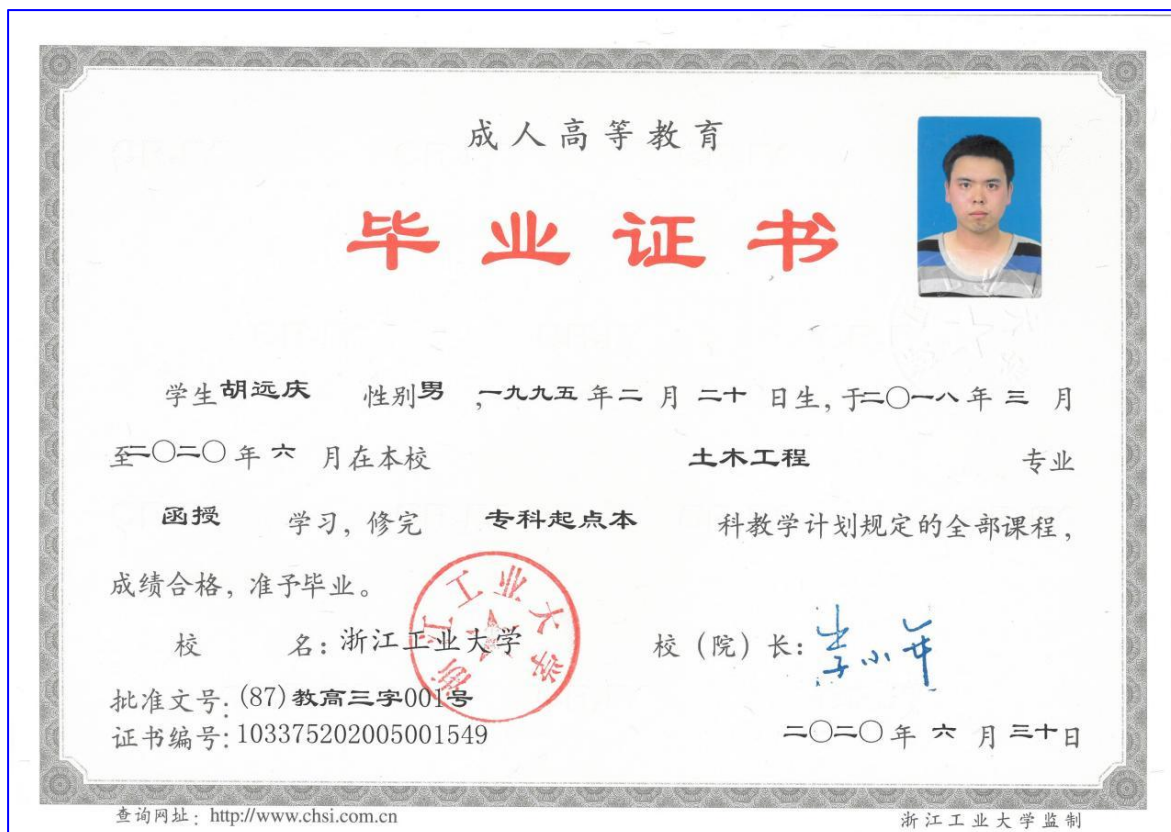 成人高等教育
毕业证书
学生胡远庆 性别男 ,一九九五年二月二十日生,于二〇一八年三月
至二〇二〇年六月在本校 土木工程 专业
函授 学习,修完 专科起点本 科教学计划规定的全部课程,
成绩合格,准予毕业。
浙江工业大学
校 名:浙江工业大学 校(院)长:
批准文号:(87)教高三字001号
证书编号:103375202005001549 二〇二〇年六月三十日
查询网址:http://www.chsi.com.cn 浙江工业大学监制